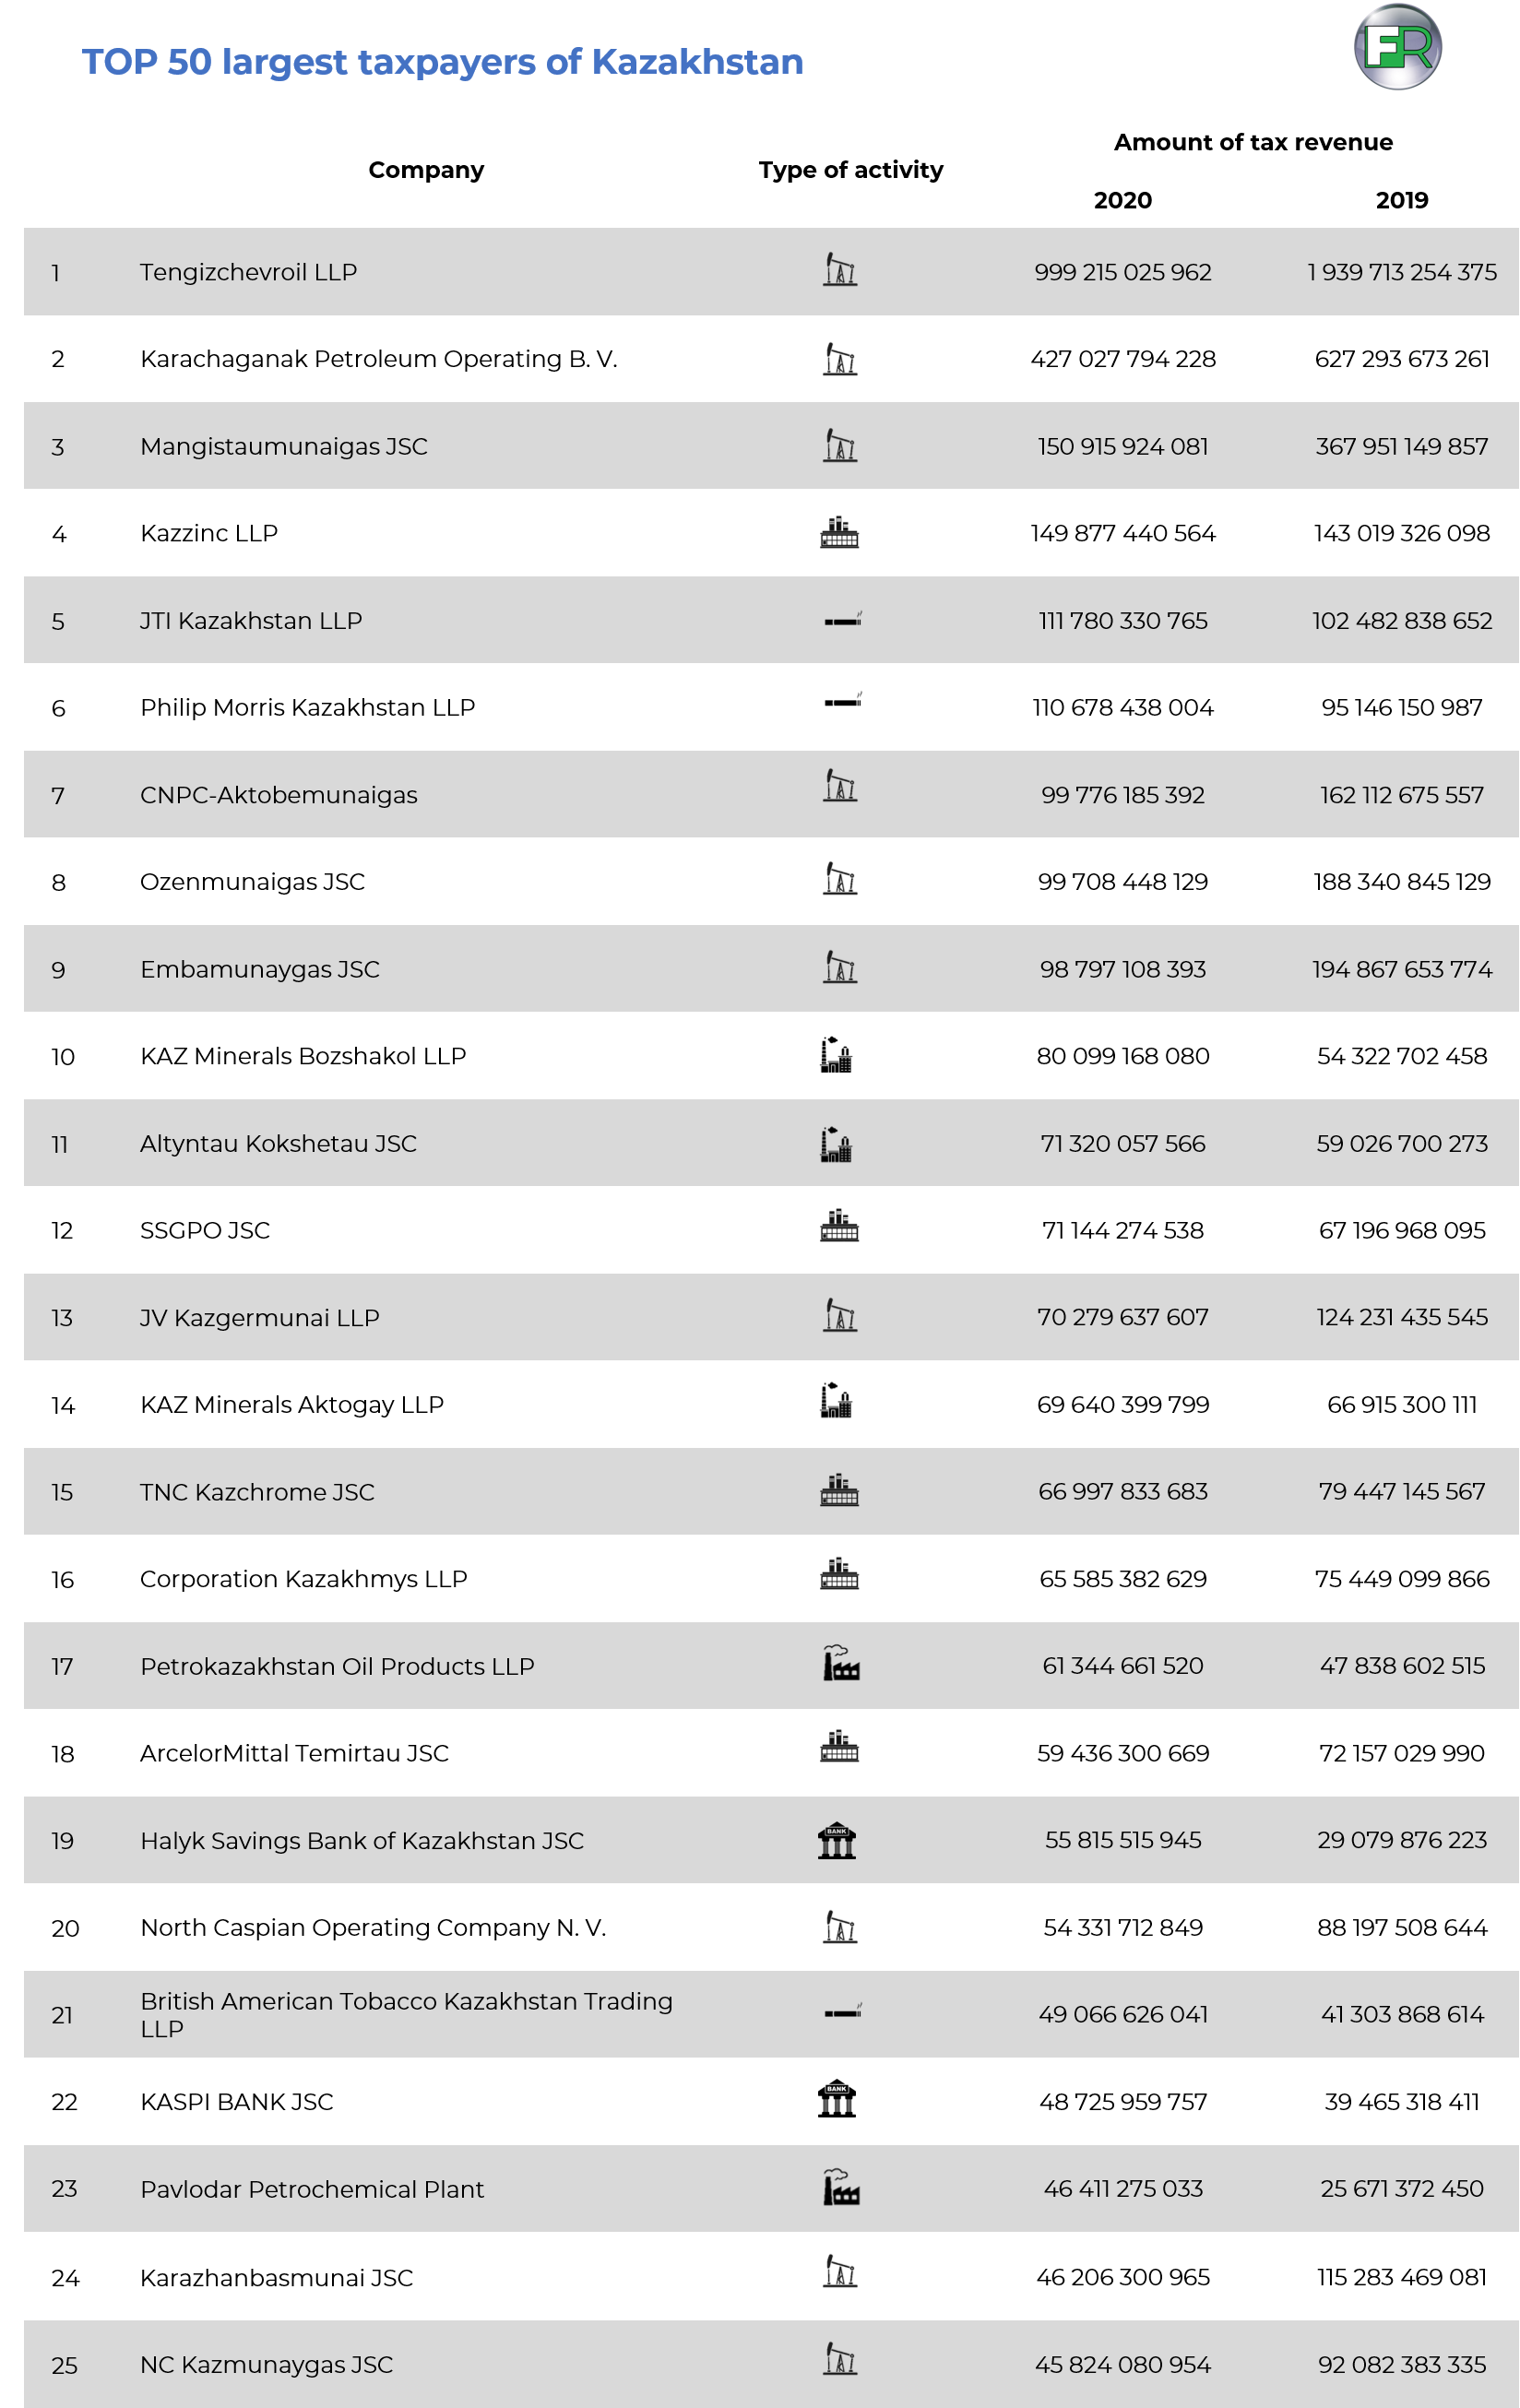 TOP 50 largest taxpayers of Kazakhstan
FR
Amount of tax revenue
Company Type of activity
2020 2019
1 Tengizchevroil LLP 999 215 025 962 1 939 713 254 375
2 Karachaganak Petroleum Operating B. V. 427 027 794 228 627 293 673 261
3 Mangistaumunaigas JSC 150 915 924 081 367 951 149 857
4 Kazzinc LLP 149 877 440 564 143 019 326 098
5 JTI Kazakhstan LLP 111 780 330 765 102 482 838 652
6 Philip Morris Kazakhstan LLP 110 678 438 004 95 146 150 987
7 CNPC-Aktobemunaigas 99 776 185 392 162 112 675 557
8 Ozenmunaigas JSC 99 708 448 129 188 340 845 129
9 Embamunaygas JSC 98 797 108 393 194 867 653 774
10 KAZ Minerals Bozshakol LLP 80 099 168 080 54 322 702 458
11 Altyntau Kokshetau JSC 71 320 057 566 59 026 700 273
12 SSGPO JSC 71 144 274 538 67 196 968 095
13 JV Kazgermunai LLP 70 279 637 607 124 231 435 545
14 KAZ Minerals Aktogay LLP 69 640 399 799 66 915 300 111
15 TNC Kazchrome JSC 66 997 833 683 79 447 145 567
16 Corporation Kazakhmys LLP 65 585 382 629 75 449 099 866
17 Petrokazakhstan Oil Products LLP 61 344 661 520 47 838 602 515
18 ArcelorMittal Temirtau JSC 59 436 300 669 72 157 029 990
19 Halyk Savings Bank of Kazakhstan JSC BANK 55 815 515 945 29 079 876 223
20 North Caspian Operating Company N. V. 54 331 712 849 88 197 508 644
21 British American Tobacco Kazakhstan Trading
LLP 49 066 626 041 41 303 868 614
22 KASPI BANK JSC BANK 48 725 959 757 39 465 318 411
23 Pavlodar Petrochemical Plant 46 411 275 033 25 671 372 450
24 Karazhanbasmunai JSC 46 206 300 965 115 283 469 081
25 NC Kazmunaygas JSC 45 824 080 954 92 082 383 335